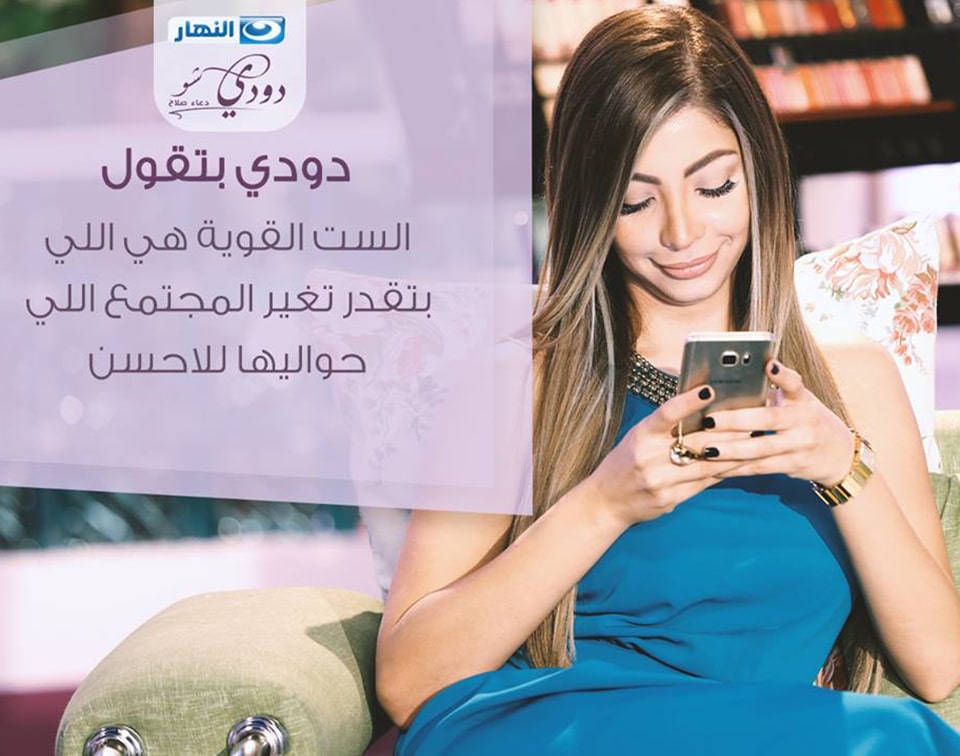 النهار
دودي شو
دعاء صلاح
دودي بتقول
الست القوية هي اللي
بتقدر تغير المجتمع اللي
حواليها للاحسن
SAMSUNG